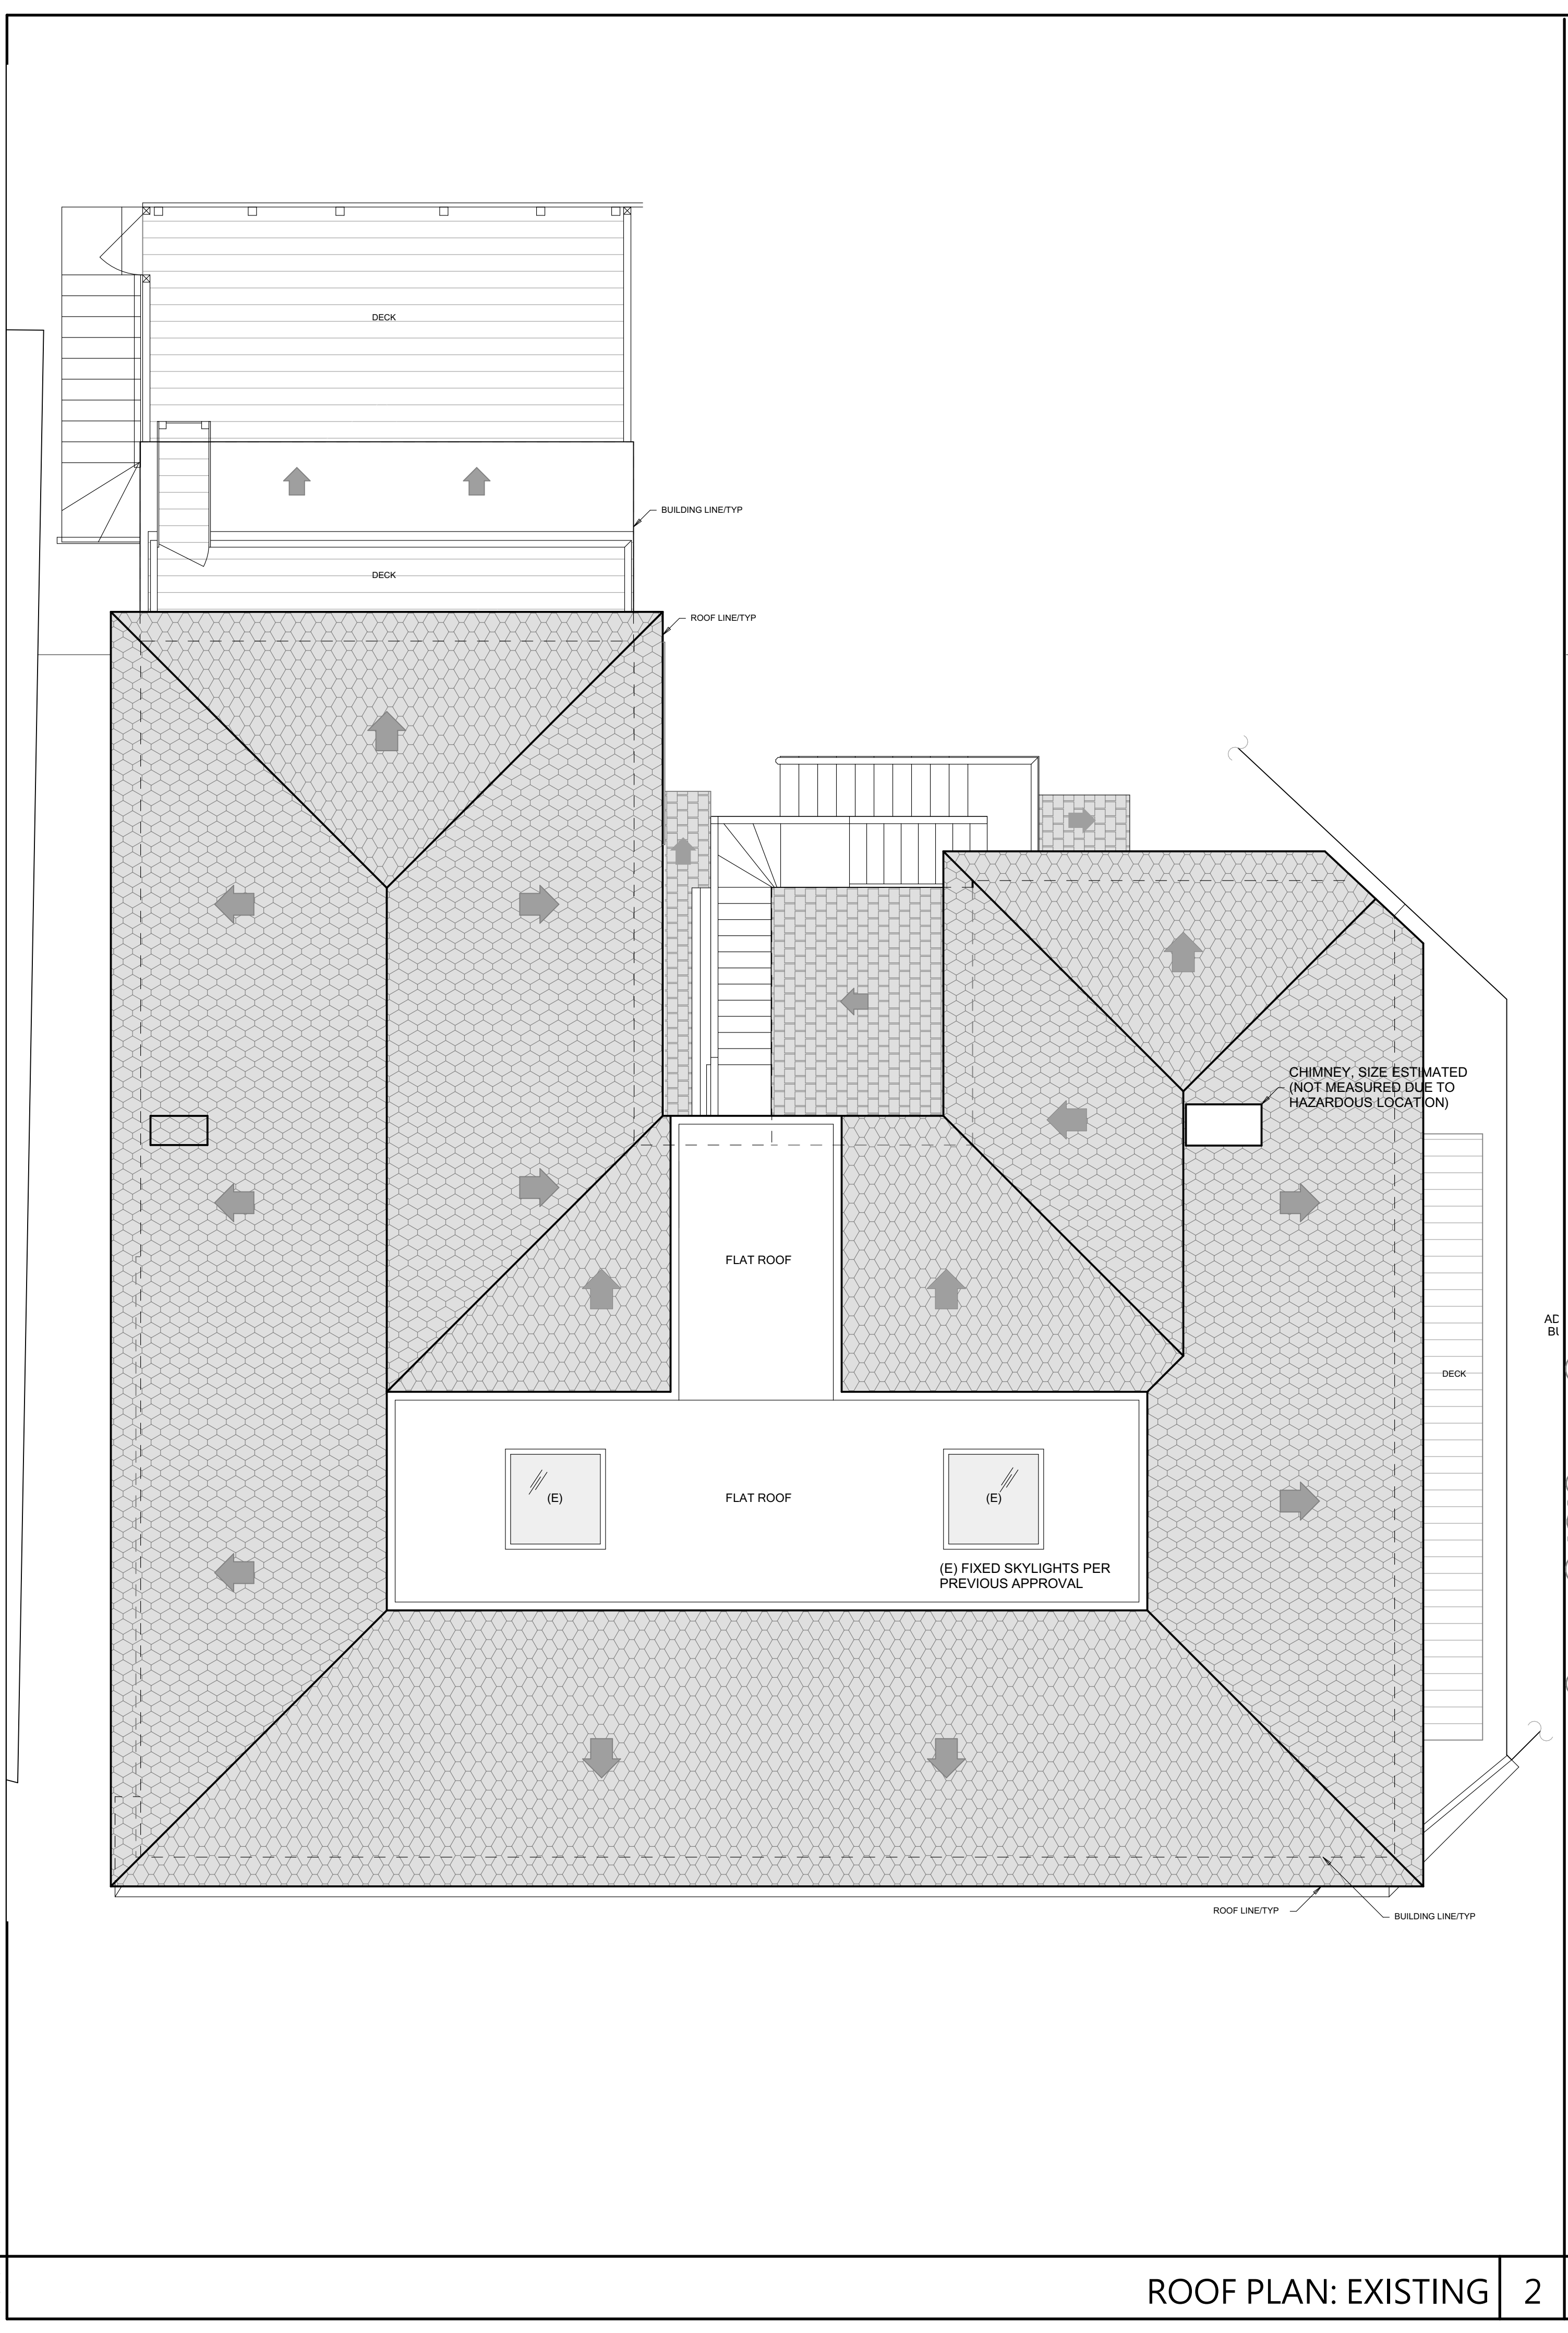 DECK
BUILDING LINE/TYP
DECK
ROOF LINE/TYP
CHIMNEY, SIZE ESTIMATED
(NOT MEASURED DUE TO
HAZARDOUS LOCATION)
FLAT ROOF
AD
DECK
(E)
FLAT ROOF
(E)
(E) FIXED SKYLIGHTS PER
PREVIOUS APPROVAL
ROOF LINE/TYP
BUILDING LINE/TYP
ROOF PLAN: EXISTING
2